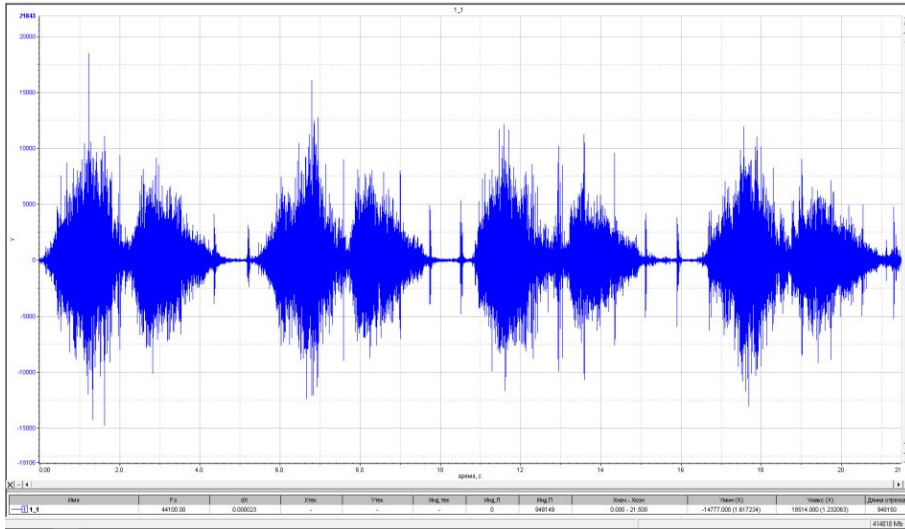 1_1
21843
20000
15000
10000
5000
0
-5000
-10000
-15000
-18106
Y
0.00 2.0 4.0 6.0 8.0 10 12 14 16 18 20 21
время, с
Имя Fs dX Xтек Yтек Инд.тек Инд.Л Инд.П Xнач - Xкон Yмин (X) Yмакс (X) Длина отрезка
1_1 44100.00 0.000023 - - - 0 948149 0.000 - 21.500 -14777.000 (1.617234) 18514.000 (1.232063) 948150
414818 Mb